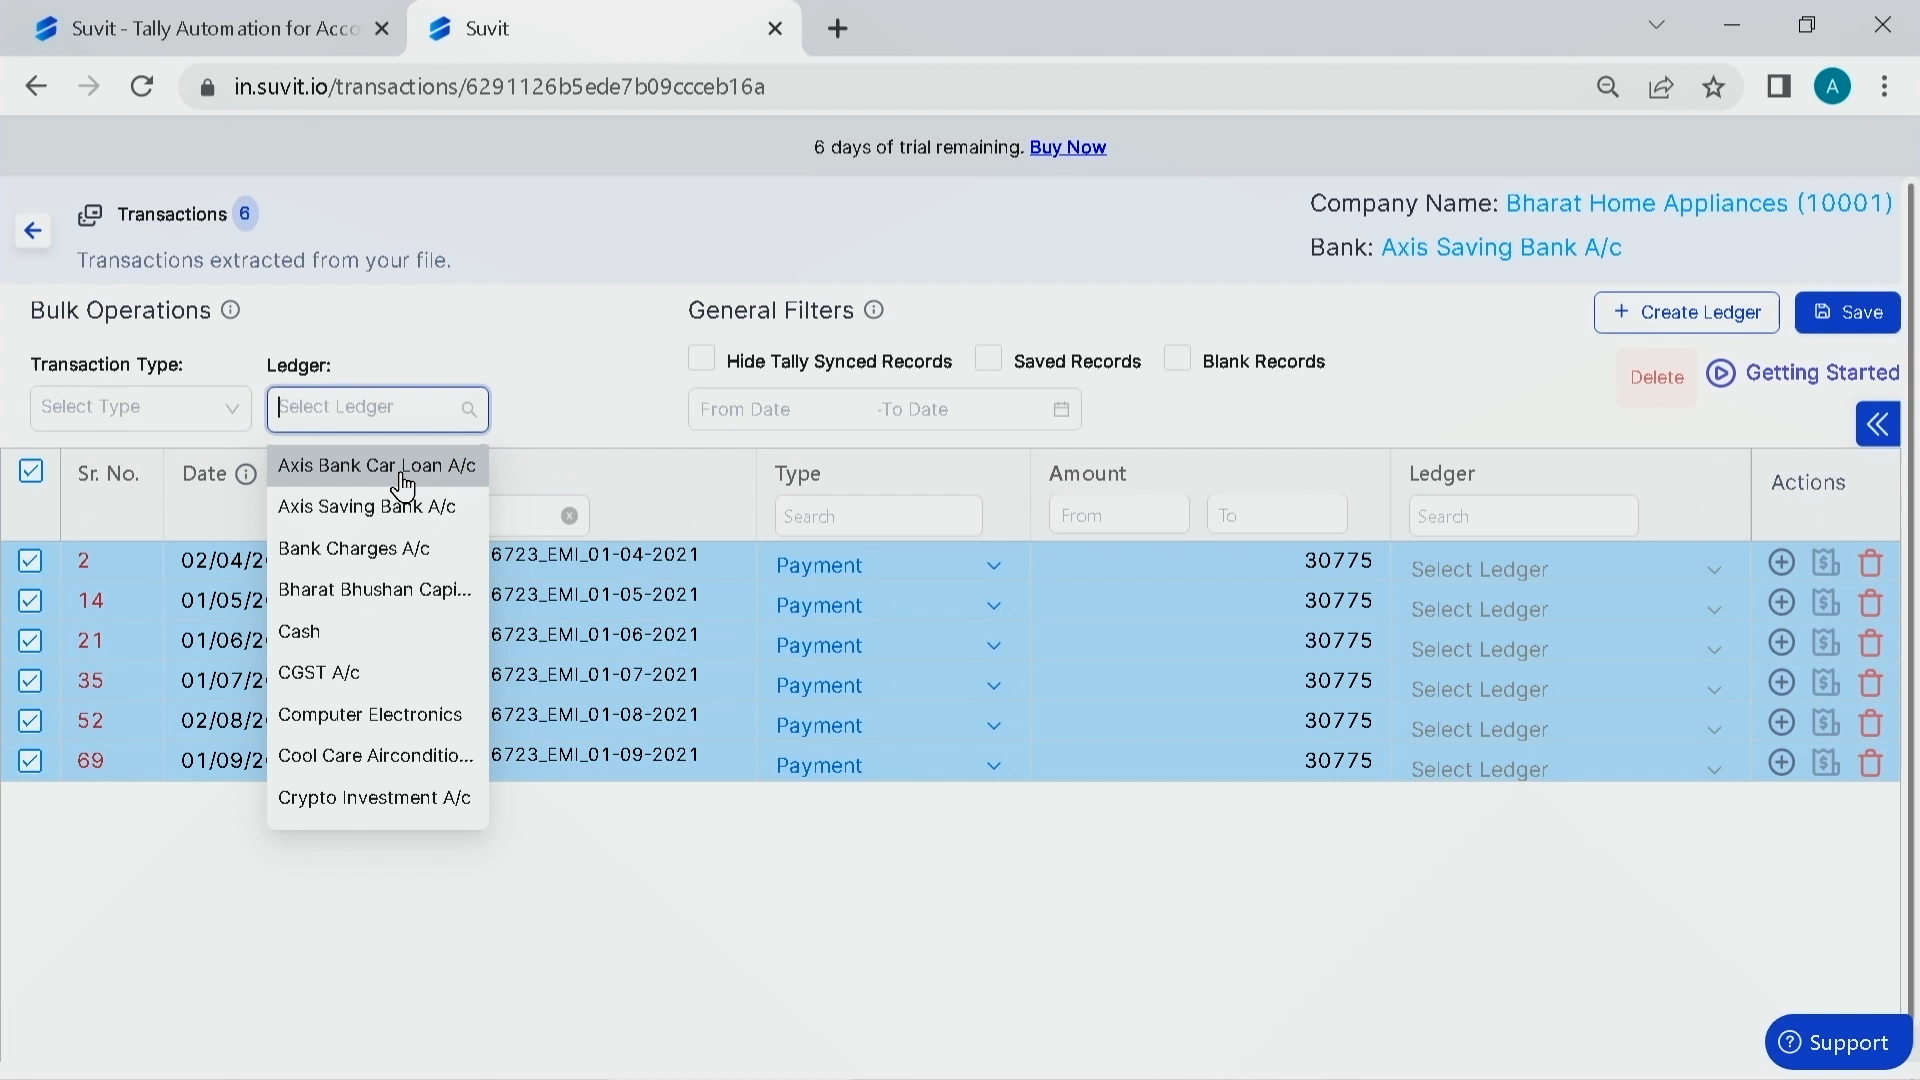 Suvit - Tally Automation for Acco
Suvit
in.suvit.io/transactions/6291126b5ede7b09ccceb16a
A
6 days of trial remaining. Buy Now
Transactions 6
Transactions extracted from your file.
Company Name: Bharat Home Appliances (10001)
Bank: Axis Saving Bank A/c
Bulk Operations
General Filters
+ Create Ledger
Save
Transaction Type:
Ledger:
Hide Tally Synced Records
Saved Records
Blank Records
Delete
Getting Started
Select Type
Select Ledger
From Date
-To Date
Sr. No.
Date
Type
Amount
Ledger
Actions
Search
From
To
Search
Axis Bank Car Loan A/c
Axis Saving Bank A/c
Bank Charges A/c
Bharat Bhushan Capi...
Cash
CGST A/c
Computer Electronics
Cool Care Airconditio...
Crypto Investment A/c
2 02/04/2 6723_EMI_01-04-2021 Payment 30775 Select Ledger
14 01/05/2 6723_EMI_01-05-2021 Payment 30775 Select Ledger
21 01/06/2 6723_EMI_01-06-2021 Payment 30775 Select Ledger
35 01/07/2 6723_EMI_01-07-2021 Payment 30775 Select Ledger
52 02/08/2 6723_EMI_01-08-2021 Payment 30775 Select Ledger
69 01/09/2 6723_EMI_01-09-2021 Payment 30775 Select Ledger
Support